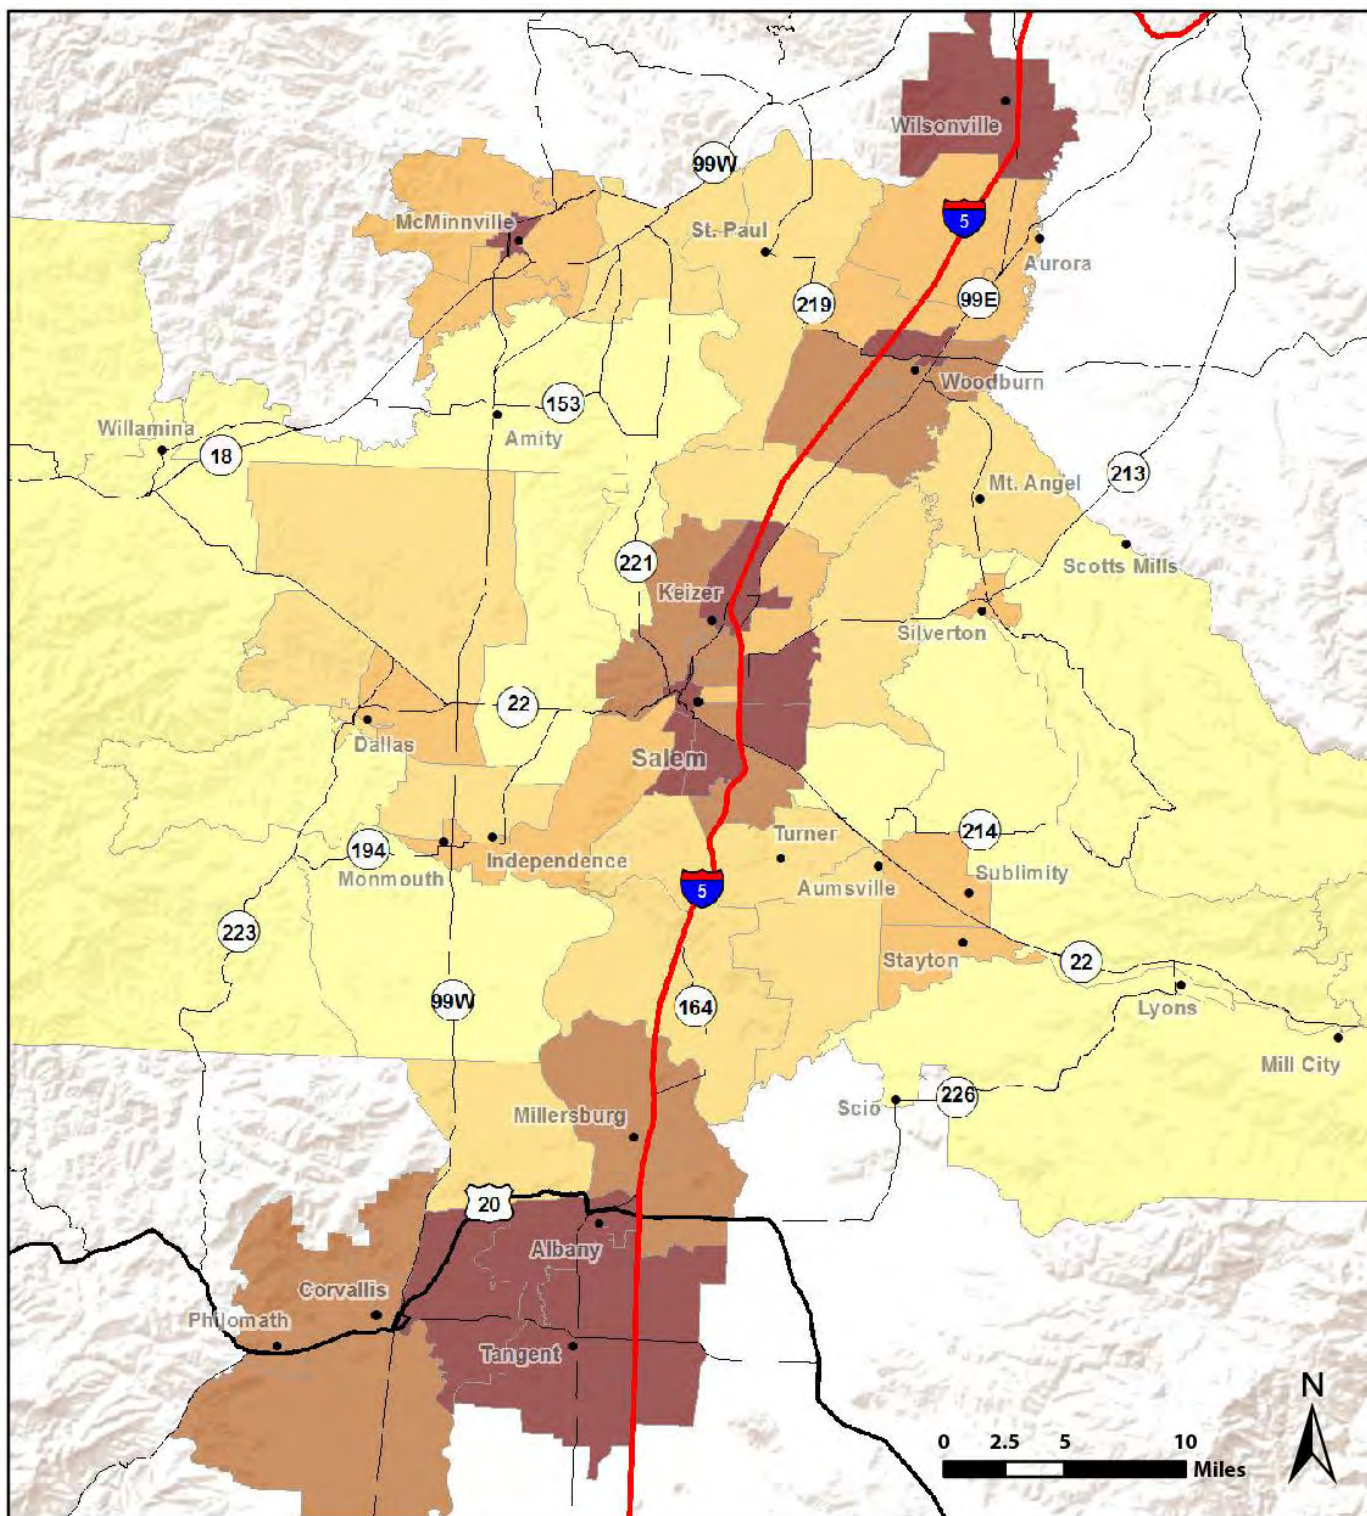 Wilsonville
99W
McMinnville
St. Paul
5
Aurora
219
99E
Woodburn
153
Willamina
18
Amity
213
Mt. Angel
221
Scotts Mills
Keizer
Silverton
22
Dallas
Salem
194
Monmouth
Independence
Turner
214
Aumsville
Sublimity
5
223
Stayton
22
99W
164
Lyons
Mill City
Millersburg
Scio
226
20
Albany
Corvallis
Philomath
Tangent
N
0 2.5 5 10
Miles